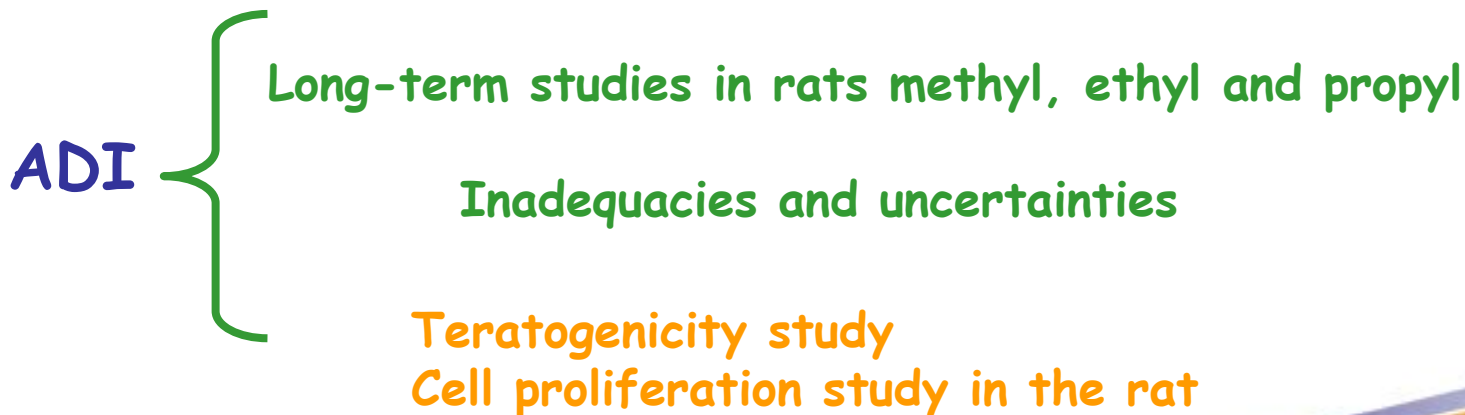 Long-term studies in rats methyl, ethyl and propyl
ADI
Inadequacies and uncertainties
Teratogenicity study
Cell proliferation study in the rat